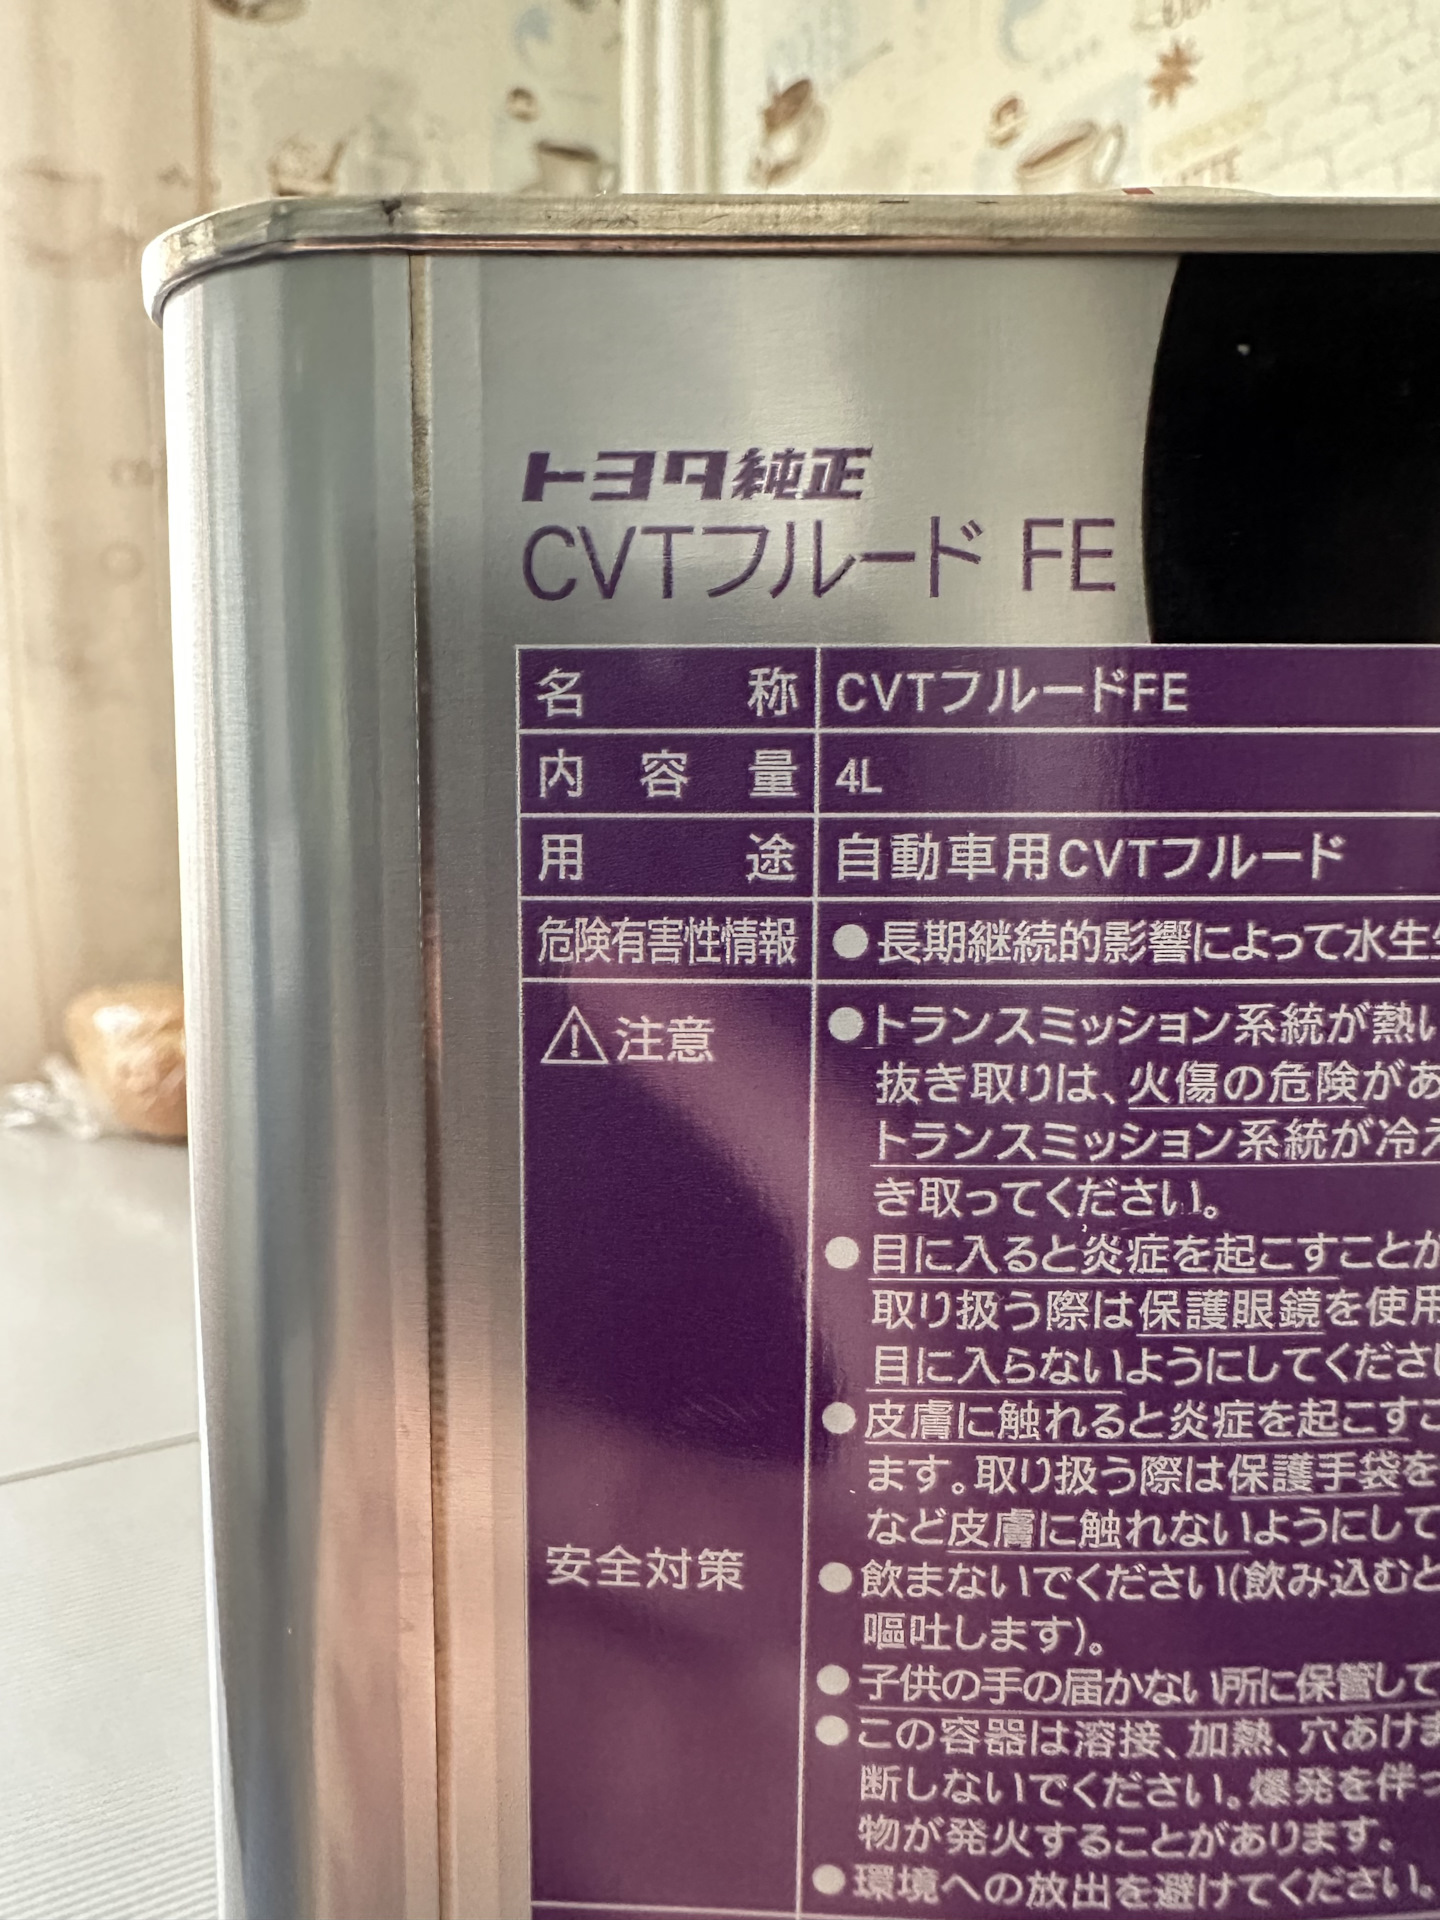 トヨタ純正
CVTフルード FE
名称 CVTフルードFE
内容量 4L
用途 自動車用CVTフルード
危険有害性情報 ●長期継続的影響によって水生
⚠注意 ●トランスミッション系統が熱い
抜き取りは、火傷の危険があ
トランスミッション系統が冷え
き取ってください。
●目に入ると炎症を起こすことが
取り扱う際は保護眼鏡を使用
目に入らないようにしてくださ
●皮膚に触れると炎症を起こすこ
ます。取り扱う際は保護手袋を
など皮膚に触れないようにして
安全対策
●飲まないでください(飲み込むと
嘔吐します)。
●子供の手の届かない所に保管して
●この容器は溶接、加熱、穴あけま
断しないでください。爆発を伴っ
物が発火することがあります。
●環境への放出を避けてください。